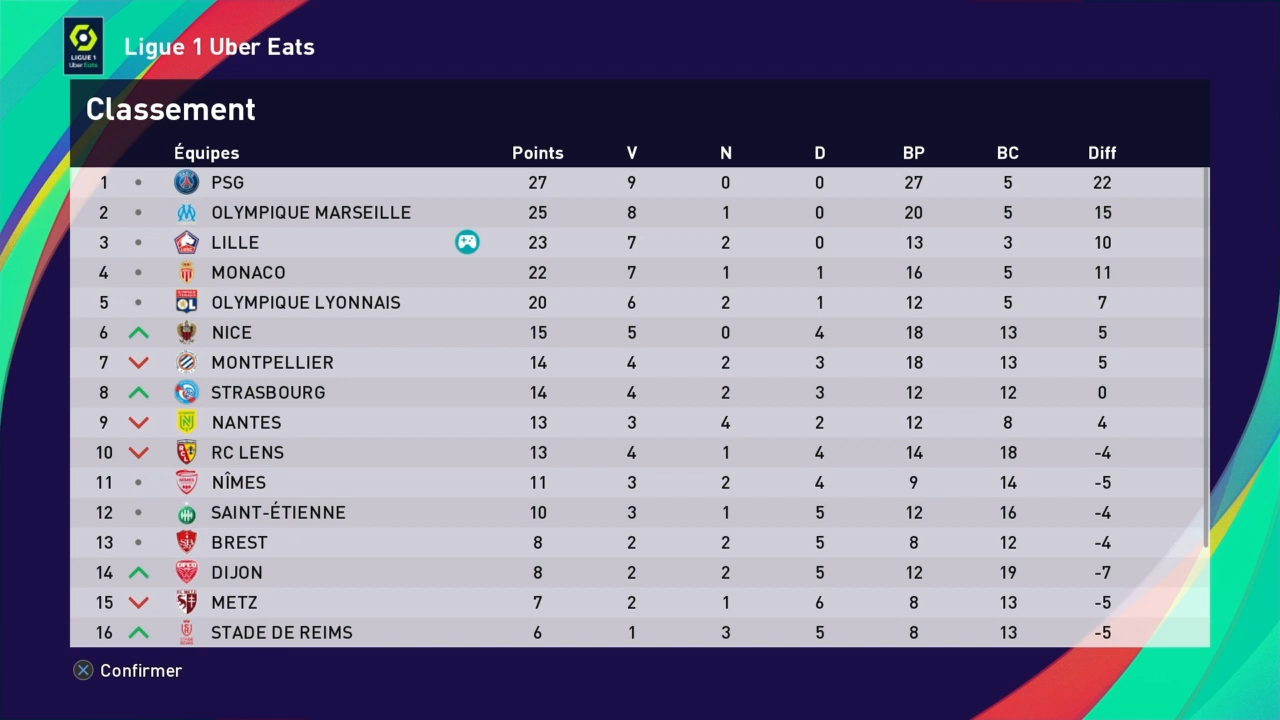 LIGUE 1
Uber Eats
Ligue 1 Uber Eats
Classement
Équipes Points V N D BP BC Diff
1 PSG 27 9 0 0 27 5 22
2 OLYMPIQUE MARSEILLE 25 8 1 0 20 5 15
3 LILLE 23 7 2 0 13 3 10
4 MONACO 22 7 1 1 16 5 11
5 OLYMPIQUE LYONNAIS 20 6 2 1 12 5 7
6 NICE 15 5 0 4 18 13 5
7 MONTPELLIER 14 4 2 3 18 13 5
8 STRASBOURG 14 4 2 3 12 12 0
9 NANTES 13 3 4 2 12 8 4
10 RC LENS 13 4 1 4 14 18 -4
11 NÎMES 11 3 2 4 9 14 -5
12 SAINT-ÉTIENNE 10 3 1 5 12 16 -4
13 BREST 8 2 2 5 8 12 -4
14 DIJON 8 2 2 5 12 19 -7
15 METZ 7 2 1 6 8 13 -5
16 STADE DE REIMS 6 1 3 5 8 13 -5
Confirmer